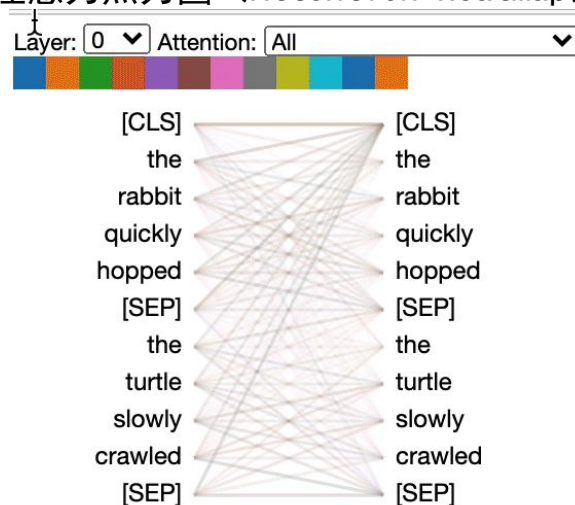 Layer: 0 Attention: All
[CLS] [CLS]
the the
rabbit rabbit
quickly quickly
hopped hopped
[SEP] [SEP]
the the
turtle turtle
slowly slowly
crawled crawled
[SEP] [SEP]